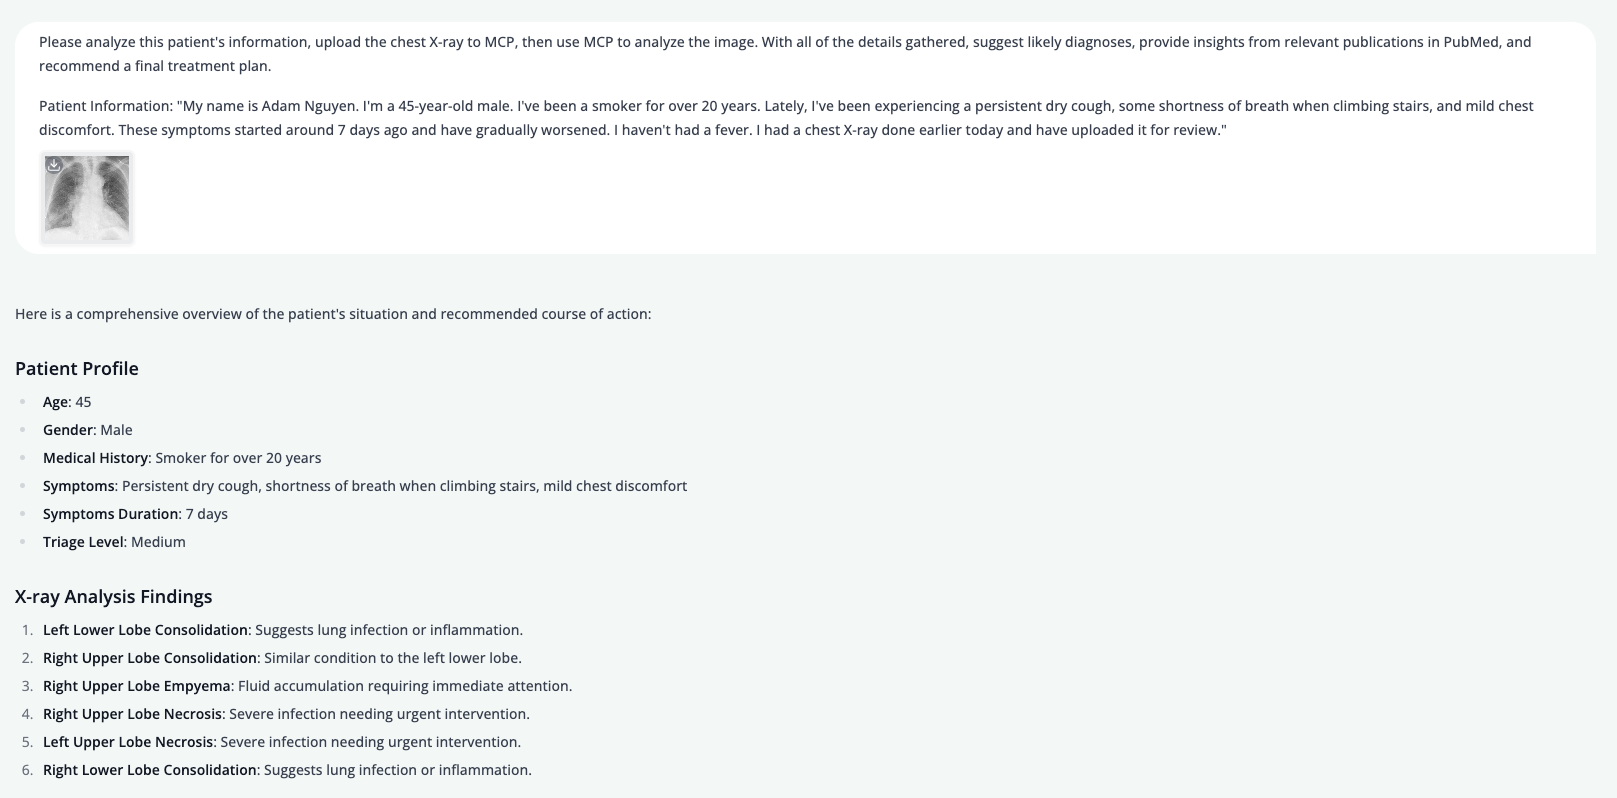 Please analyze this patient's information, upload the chest X-ray to MCP, then use MCP to analyze the image. With all of the details gathered, suggest likely diagnoses, provide insights from relevant publications in PubMed, and
recommend a final treatment plan.
Patient Information: "My name is Adam Nguyen. I'm a 45-year-old male. I've been a smoker for over 20 years. Lately, I've been experiencing a persistent dry cough, some shortness of breath when climbing stairs, and mild chest
discomfort. These symptoms started around 7 days ago and have gradually worsened. I haven't had a fever. I had a chest X-ray done earlier today and have uploaded it for review."
Here is a comprehensive overview of the patient's situation and recommended course of action:
Patient Profile
Age: 45
Gender: Male
Medical History: Smoker for over 20 years
Symptoms: Persistent dry cough, shortness of breath when climbing stairs, mild chest discomfort
Symptoms Duration: 7 days
Triage Level: Medium
X-ray Analysis Findings
1. Left Lower Lobe Consolidation: Suggests lung infection or inflammation.
2. Right Upper Lobe Consolidation: Similar condition to the left lower lobe.
3. Right Upper Lobe Empyema: Fluid accumulation requiring immediate attention.
4. Right Upper Lobe Necrosis: Severe infection needing urgent intervention.
5. Left Upper Lobe Necrosis: Severe infection needing urgent intervention.
6. Right Lower Lobe Consolidation: Suggests lung infection or inflammation.